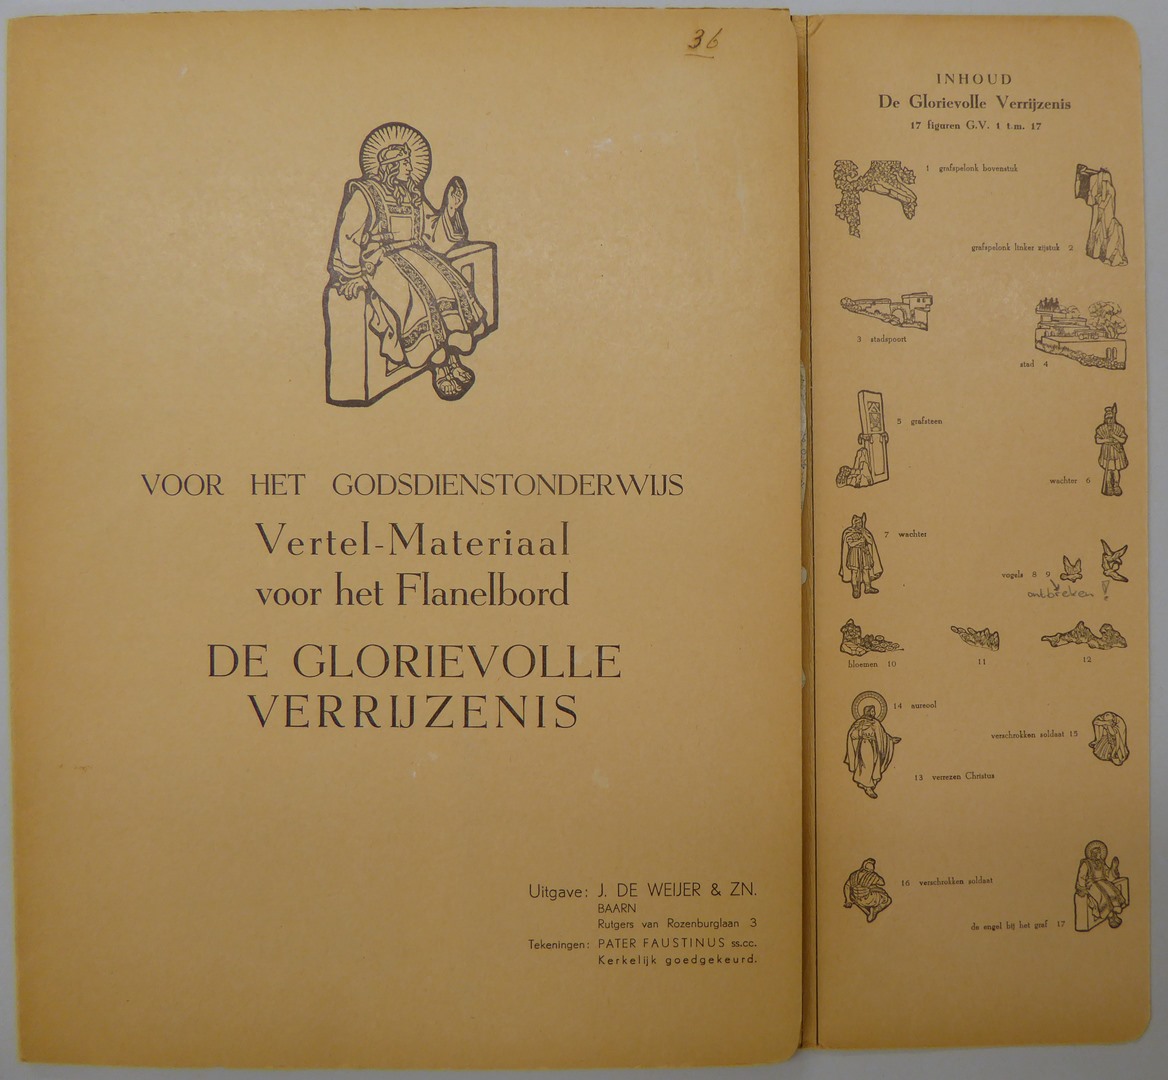 36
VOOR HET GODSDIENSTONDERWIJS
Vertel-Materiaal
voor het Flanelbord
DE GLORIEVOLLE
VERRIJZENIS
Uitgave: J. DE WEIJER & ZN.
BAARN
Rutgers van Rozenburglaan 3
Tekeningen: PATER FAUSTINUS ss.cc.
Kerkelijk goedgekeurd.
INHOUD
De Glorievolle Verrijzenis
17 figuren G.V. 1 t.m. 17
1 grafspelonk bovenstuk
grafspelonk linker zijstuk 2
3 stadspoort
stad 4
5 grafsteen
wachter 6
7 wachter
vogels 8 9
ontbreken !
bloemen 10
11
12
14 aureool
verschrokken soldaat 15
13 verrezen Christus
16 verschrokken soldaat
de engel bij het graf 17